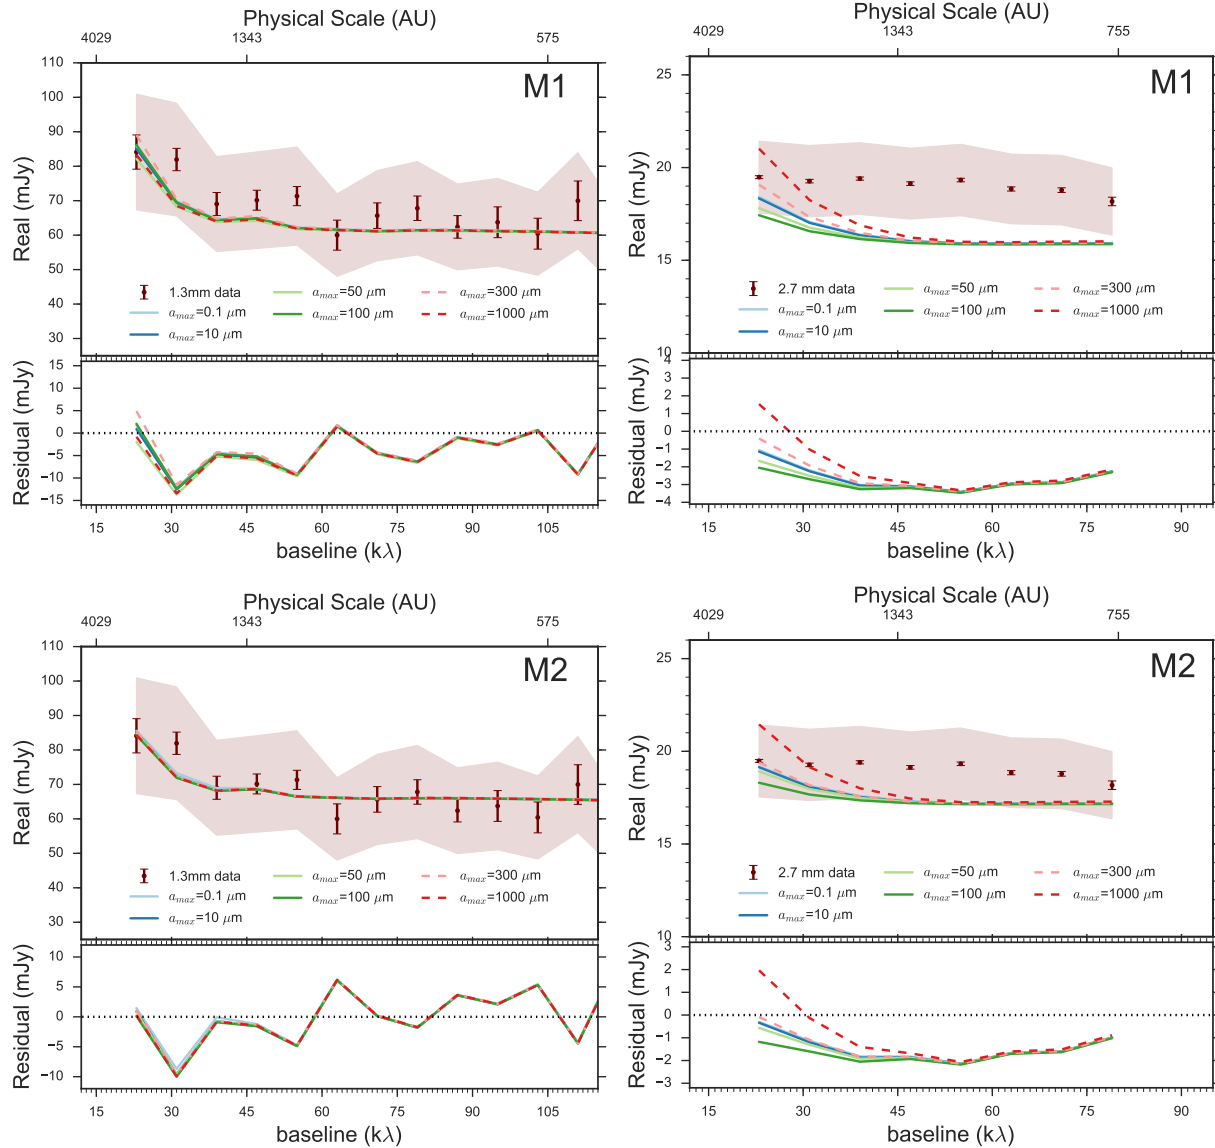 Physical Scale (AU)
4029 1343 575
M1
Real (mJy)
110
100
90
80
70
60
50
40
30
1.3mm data
a_max=0.1 μm
a_max=10 μm
a_max=50 μm
a_max=100 μm
a_max=300 μm
a_max=1000 μm
Residual (mJy)
15
10
5
0
−5
−10
−15
15 30 45 60 75 90 105
baseline (kλ)
Physical Scale (AU)
4029 1343 755
M1
Real (mJy)
25
20
15
10
2.7 mm data
a_max=0.1 μm
a_max=10 μm
a_max=50 μm
a_max=100 μm
a_max=300 μm
a_max=1000 μm
Residual (mJy)
4
3
2
1
0
−1
−2
−3
−4
15 30 45 60 75 90
baseline (kλ)
Physical Scale (AU)
4029 1343 575
M2
Real (mJy)
110
100
90
80
70
60
50
40
30
1.3mm data
a_max=0.1 μm
a_max=10 μm
a_max=50 μm
a_max=100 μm
a_max=300 μm
a_max=1000 μm
Residual (mJy)
10
5
0
−5
−10
15 30 45 60 75 90 105
baseline (kλ)
Physical Scale (AU)
4029 1343 755
M2
Real (mJy)
25
20
15
10
2.7 mm data
a_max=0.1 μm
a_max=10 μm
a_max=50 μm
a_max=100 μm
a_max=300 μm
a_max=1000 μm
Residual (mJy)
3
2
1
0
−1
−2
−3
15 30 45 60 75 90
baseline (kλ)